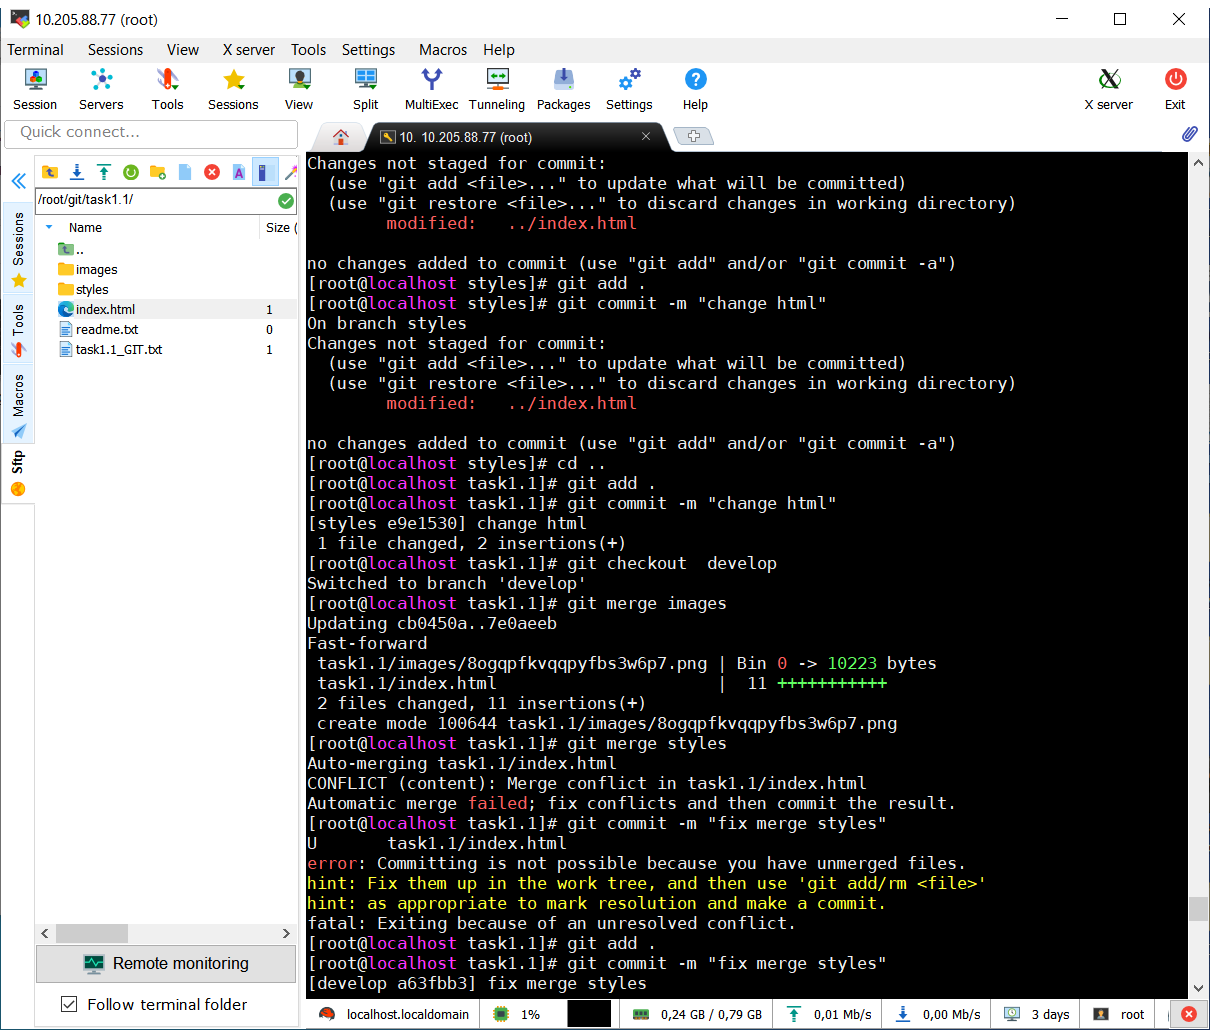 10.205.88.77 (root)
Terminal Sessions View X server Tools Settings Macros Help
Session Servers Tools Sessions View Split MultiExec Tunneling Packages Settings Help X server Exit
Quick connect...
10. 10.205.88.77 (root)
/root/git/task1.1/
Name Size (
..
images
styles
index.html 1
readme.txt 0
task1.1_GIT.txt 1
Sessions
Tools
Macros
Sftp
Remote monitoring
Follow terminal folder
Changes not staged for commit:
  (use "git add <file>..." to update what will be committed)
  (use "git restore <file>..." to discard changes in working directory)
        modified:   ../index.html
no changes added to commit (use "git add" and/or "git commit -a")
[root@localhost styles]# git add .
[root@localhost styles]# git commit -m "change html"
On branch styles
Changes not staged for commit:
  (use "git add <file>..." to update what will be committed)
  (use "git restore <file>..." to discard changes in working directory)
        modified:   ../index.html
no changes added to commit (use "git add" and/or "git commit -a")
[root@localhost styles]# cd ..
[root@localhost task1.1]# git add .
[root@localhost task1.1]# git commit -m "change html"
[styles e9e1530] change html
 1 file changed, 2 insertions(+)
[root@localhost task1.1]# git checkout  develop
Switched to branch 'develop'
[root@localhost task1.1]# git merge images
Updating cb0450a..7e0aeeb
Fast-forward
 task1.1/images/8ogqpfkvqqpyfbs3w6p7.png | Bin 0 -> 10223 bytes
 task1.1/index.html                      |  11 +++++++++++
 2 files changed, 11 insertions(+)
 create mode 100644 task1.1/images/8ogqpfkvqqpyfbs3w6p7.png
[root@localhost task1.1]# git merge styles
Auto-merging task1.1/index.html
CONFLICT (content): Merge conflict in task1.1/index.html
Automatic merge failed; fix conflicts and then commit the result.
[root@localhost task1.1]# git commit -m "fix merge styles"
U       task1.1/index.html
error: Committing is not possible because you have unmerged files.
hint: Fix them up in the work tree, and then use 'git add/rm <file>'
hint: as appropriate to mark resolution and make a commit.
fatal: Exiting because of an unresolved conflict.
[root@localhost task1.1]# git add .
[root@localhost task1.1]# git commit -m "fix merge styles"
[develop a63fbb3] fix merge styles
localhost.localdomain 1% 0,24 GB / 0,79 GB 0,01 Mb/s 0,00 Mb/s 3 days root